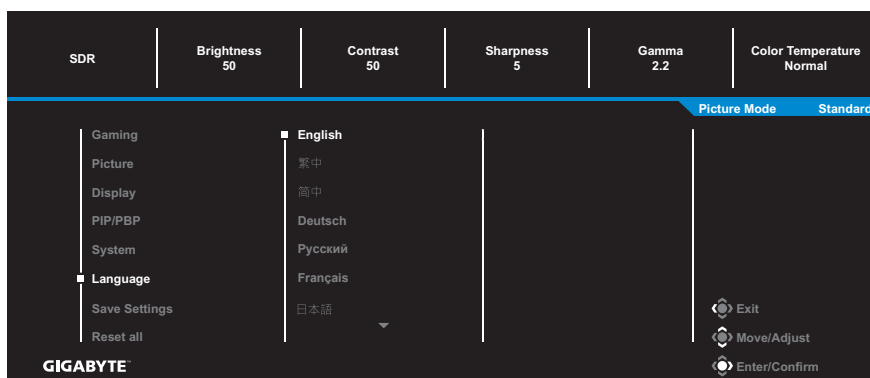 SDR
Brightness
50
Contrast
50
Sharpness
5
Gamma
2.2
Color Temperature
Normal
Picture Mode Standard
Gaming
Picture
Display
PIP/PBP
System
Language
Save Settings
Reset all
English
繁中
简中
Deutsch
Русский
Français
日本語
Exit
Move/Adjust
Enter/Confirm
GIGABYTE™